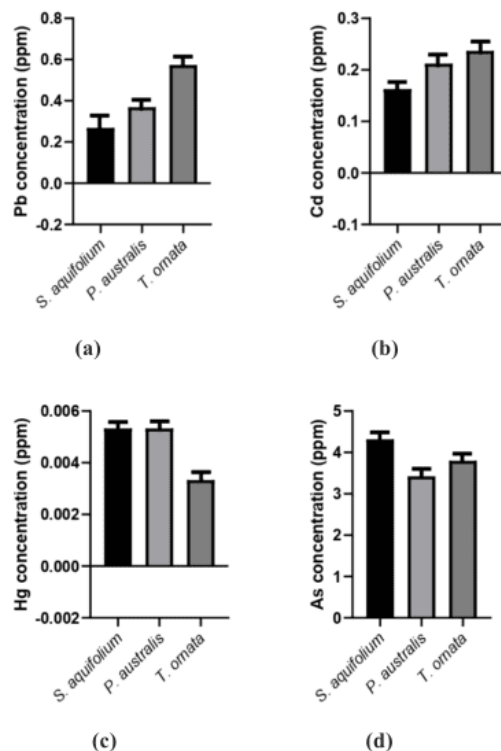 Pb concentration (ppm)
0.8
0.6
0.4
0.2
0.0
-0.2
S. aquifolium
P. australis
T. ornata
(a)
Cd concentration (ppm)
0.3
0.2
0.1
0.0
-0.1
S. aquifolium
P. australis
T. ornata
(b)
Hg concentration (ppm)
0.006
0.004
0.002
0.000
-0.002
S. aquifolium
P. australis
T. ornata
(c)
As concentration (ppm)
5
4
3
2
1
0
S. aquifolium
P. australis
T. ornata
(d)